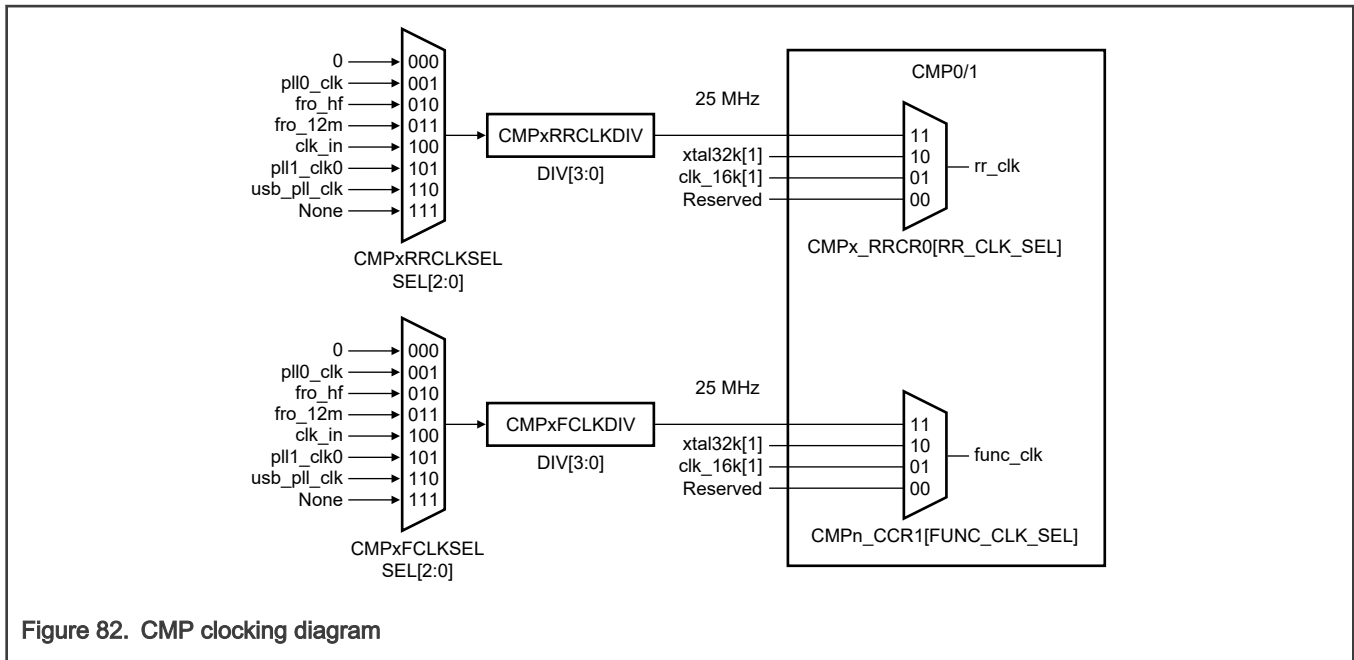 0
000
pll0_clk
001
fro_hf
010
fro_12m
011
clk_in
100
pll1_clk0
101
usb_pll_clk
110
None
111
CMPxRRCLKSEL
SEL[2:0]
CMPxRRCLKDIV
DIV[3:0]
25 MHz
CMP0/1
11
xtal32k[1]
10
clk_16k[1]
01
Reserved
00
rr_clk
CMPx_RRCR0[RR_CLK_SEL]
0
000
pll0_clk
001
fro_hf
010
fro_12m
011
clk_in
100
pll1_clk0
101
usb_pll_clk
110
None
111
CMPxFCLKSEL
SEL[2:0]
CMPxFCLKDIV
DIV[3:0]
25 MHz
11
xtal32k[1]
10
clk_16k[1]
01
Reserved
00
func_clk
CMPn_CCR1[FUNC_CLK_SEL]
Figure 82. CMP clocking diagram